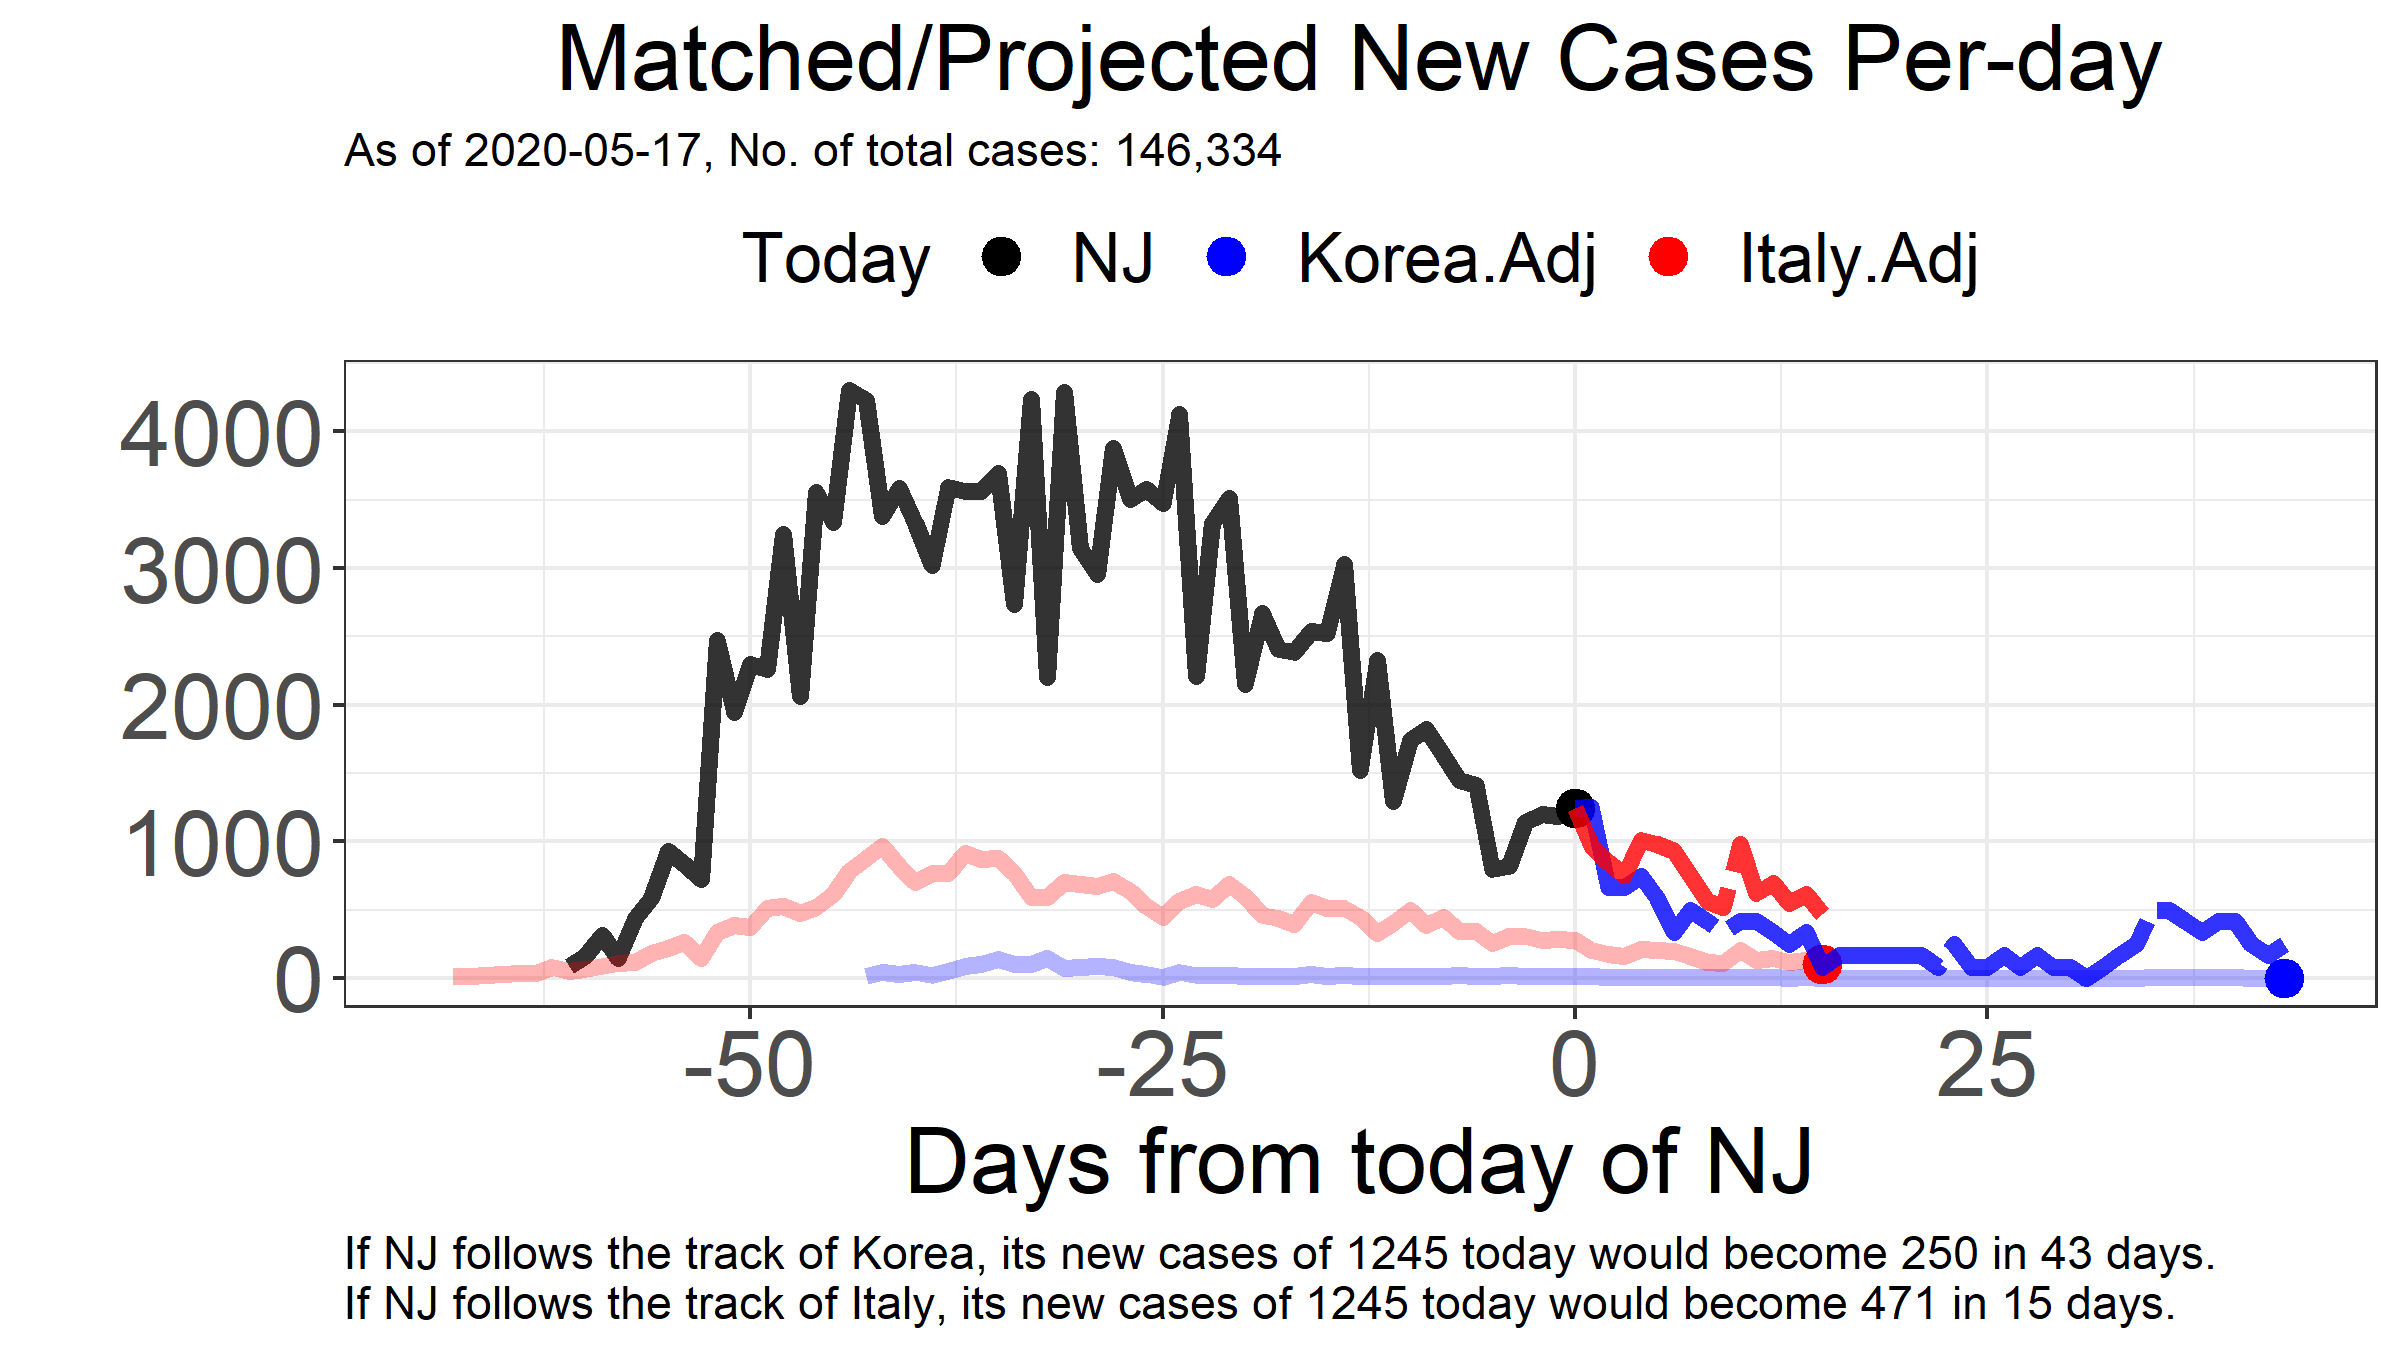 Matched/Projected New Cases Per-day
As of 2020-05-17, No. of total cases: 146,334
Today NJ Korea.Adj Italy.Adj
4000
3000
2000
1000
0
-50 -25 0 25
Days from today of NJ
If NJ follows the track of Korea, its new cases of 1245 today would become 250 in 43 days.
If NJ follows the track of Italy, its new cases of 1245 today would become 471 in 15 days.